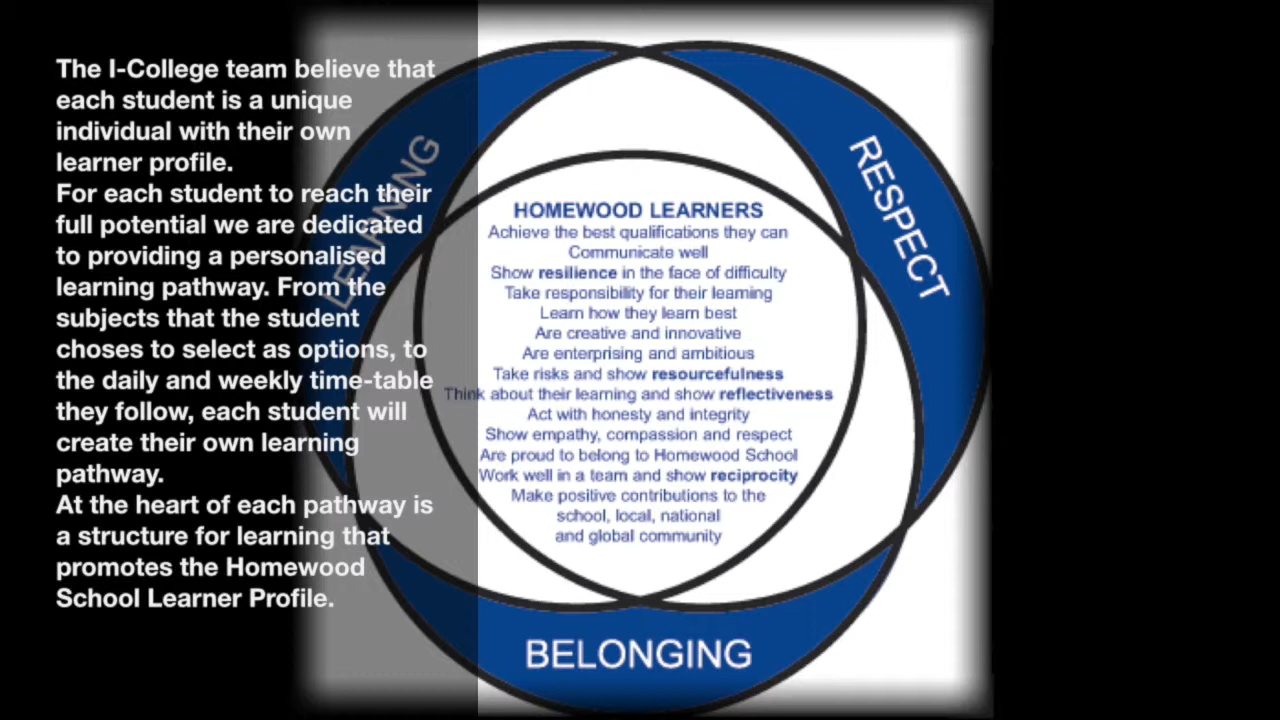 The I-College team believe that
each student is a unique
individual with their own
learner profile.
For each student to reach their
full potential we are dedicated
to providing a personalised
learning pathway. From the
subjects that the student
choses to select as options, to
the daily and weekly time-table
they follow, each student will
create their own learning
pathway.
At the heart of each pathway is
a structure for learning that
promotes the Homewood
School Learner Profile.
LEARNING
RESPECT
HOMEWOOD LEARNERS
Achieve the best qualifications they can
Communicate well
Show resilience in the face of difficulty
Take responsibility for their learning
Learn how they learn best
Are creative and innovative
Are enterprising and ambitious
Take risks and show resourcefulness
Think about their learning and show reflectiveness
Act with honesty and integrity
Show empathy, compassion and respect
Are proud to belong to Homewood School
Work well in a team and show reciprocity
Make positive contributions to the
school, local, national
and global community
BELONGING